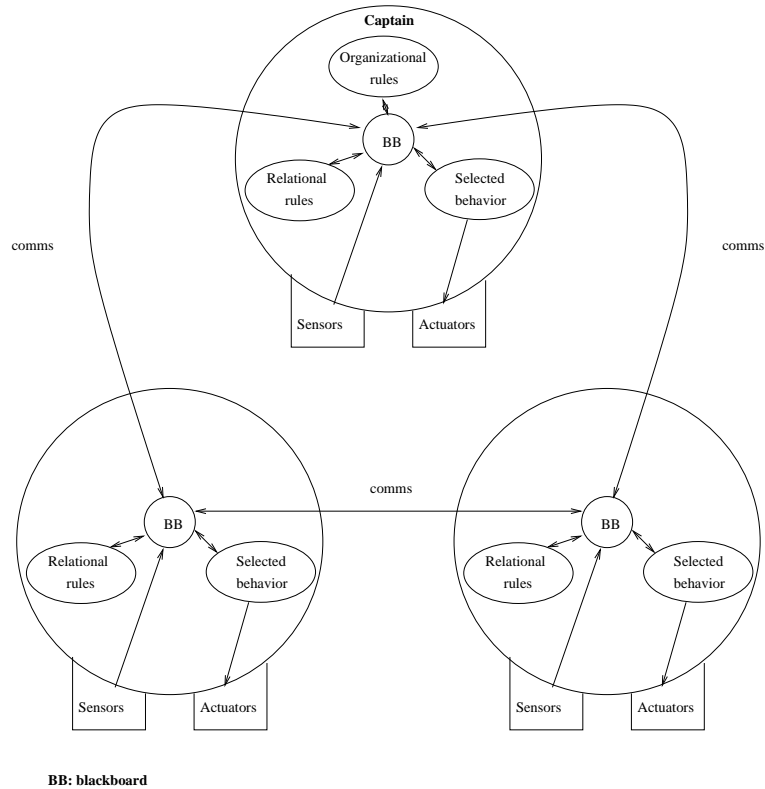 Captain
Organizational
rules
BB
Relational
rules
Selected
behavior
comms
comms
Sensors
Actuators
comms
BB
Relational
rules
Selected
behavior
Sensors
Actuators
BB
Relational
rules
Selected
behavior
Sensors
Actuators
BB: blackboard